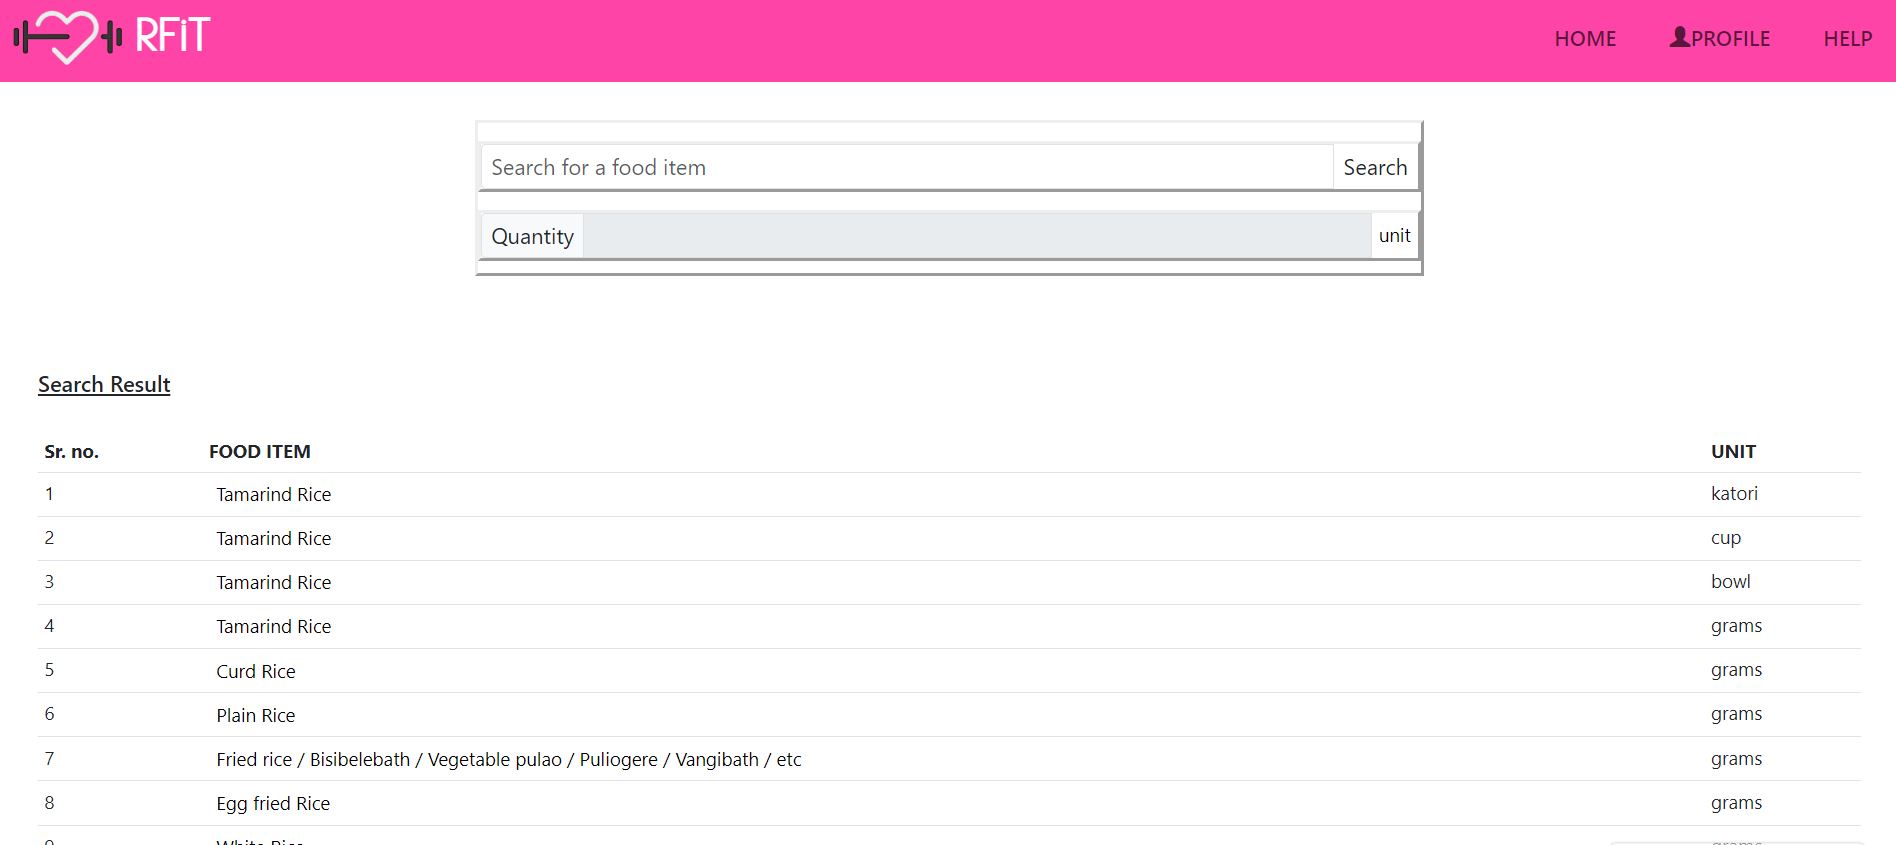 RFiT
HOME PROFILE HELP
Search for a food item Search
Quantity unit
Search Result
Sr. no. FOOD ITEM UNIT
1 Tamarind Rice katori
2 Tamarind Rice cup
3 Tamarind Rice bowl
4 Tamarind Rice grams
5 Curd Rice grams
6 Plain Rice grams
7 Fried rice / Bisibelebath / Vegetable pulao / Puliogere / Vangibath / etc grams
8 Egg fried Rice grams